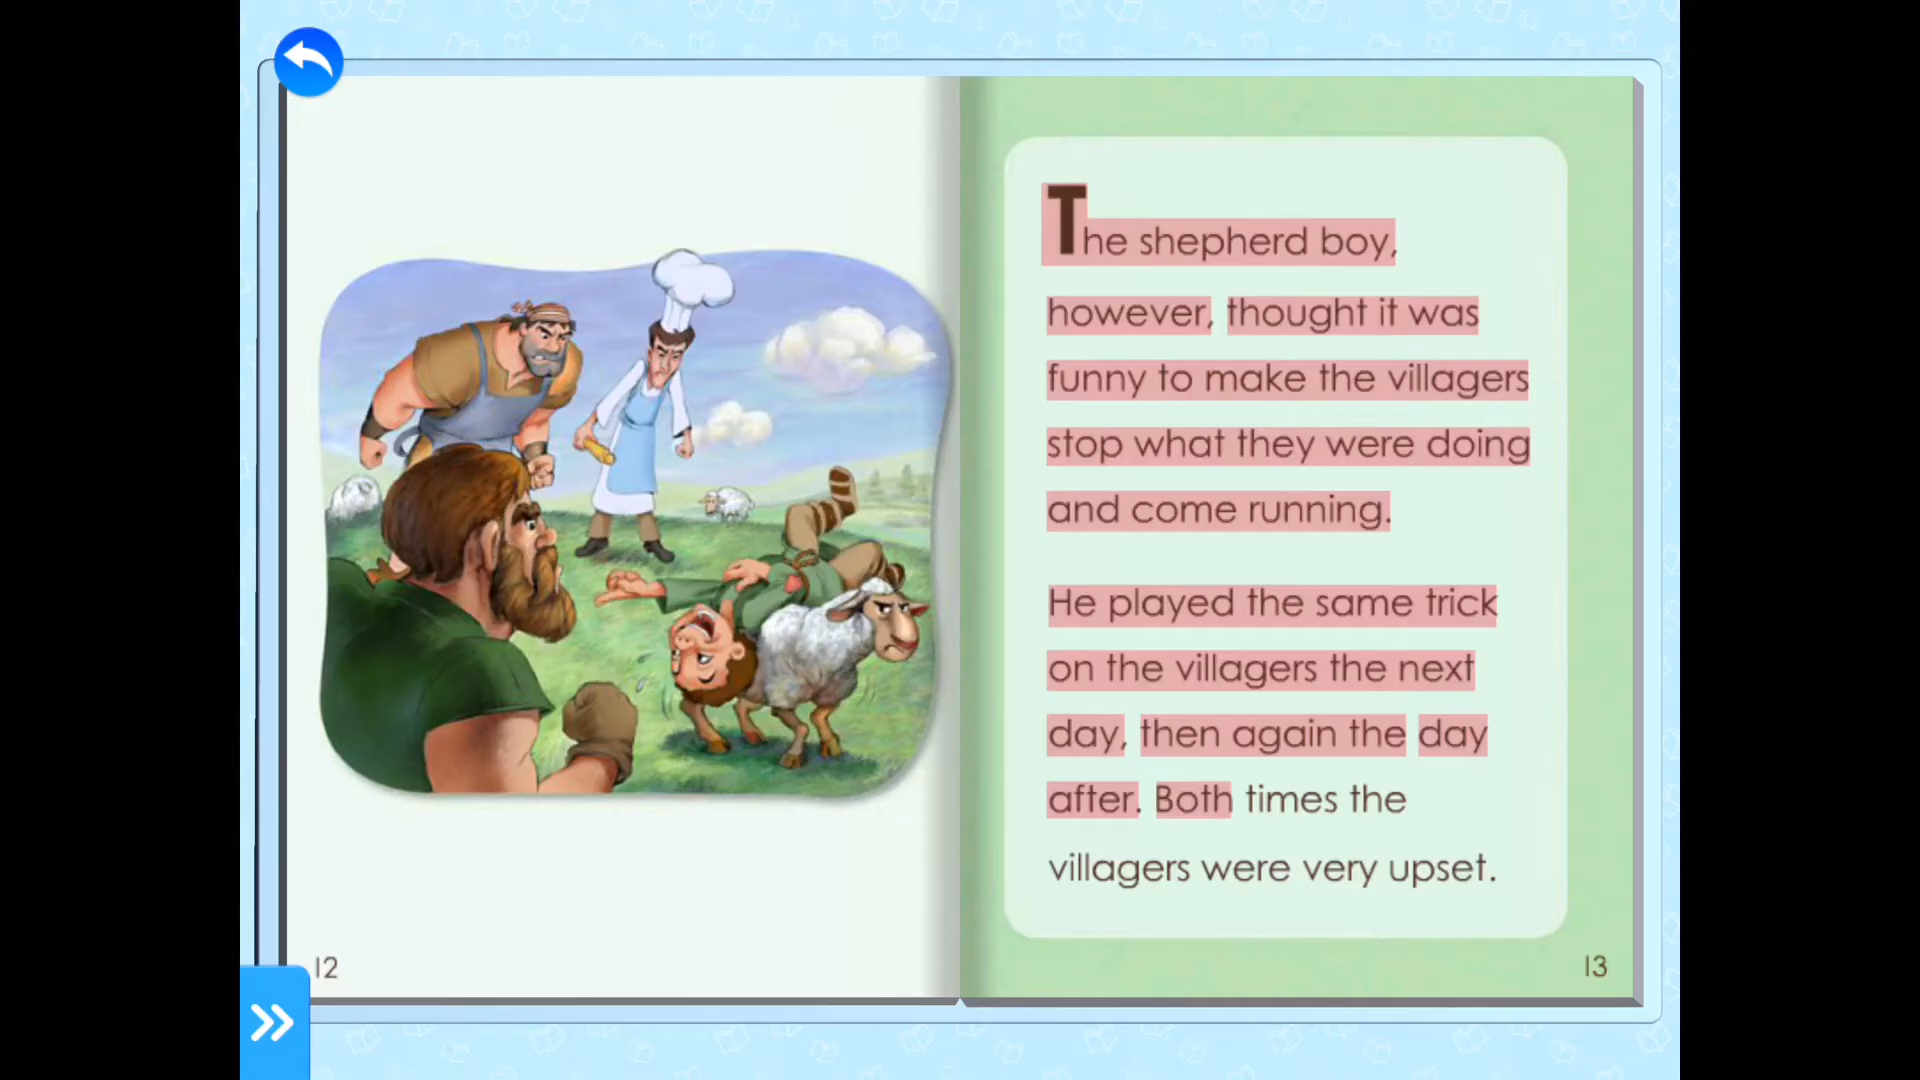 The shepherd boy,
however, thought it was
funny to make the villagers
stop what they were doing
and come running.
He played the same trick
on the villagers the next
day, then again the day
after. Both times the
villagers were very upset.
12
13